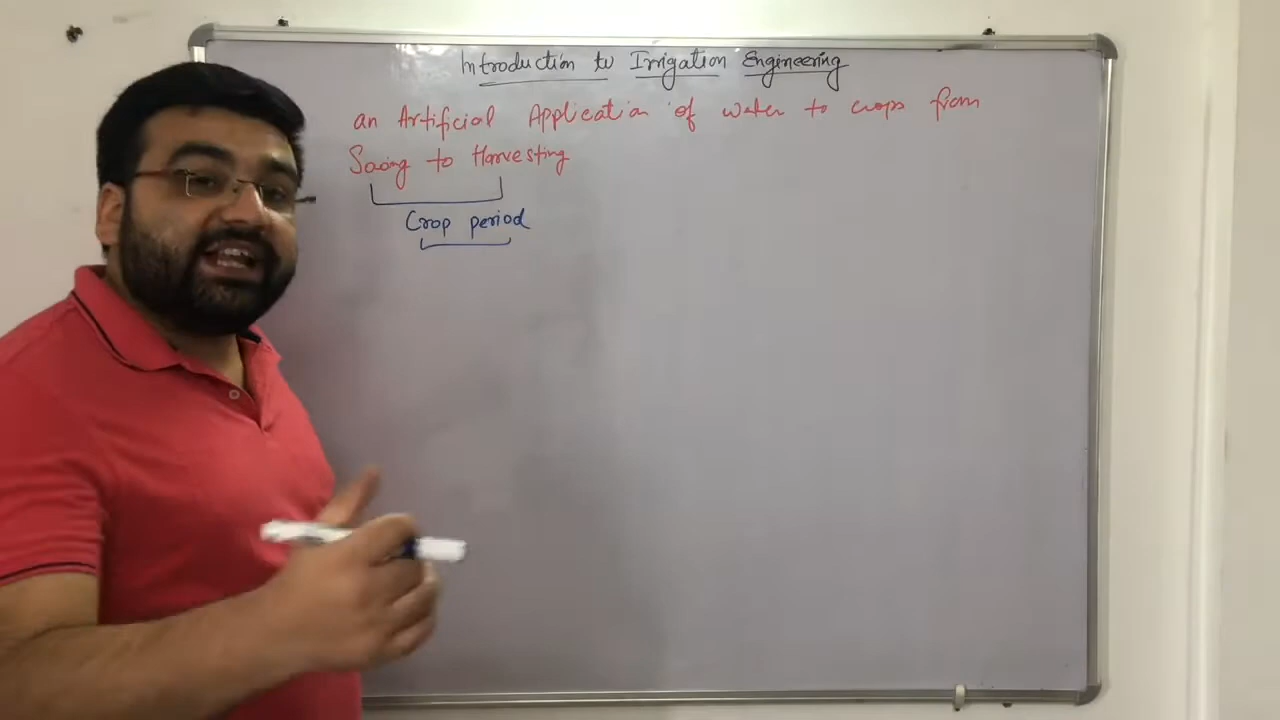 Introduction to Irrigation Engineering
an Artificial Application of water to crops from
Sowing to Harvesting
Crop period